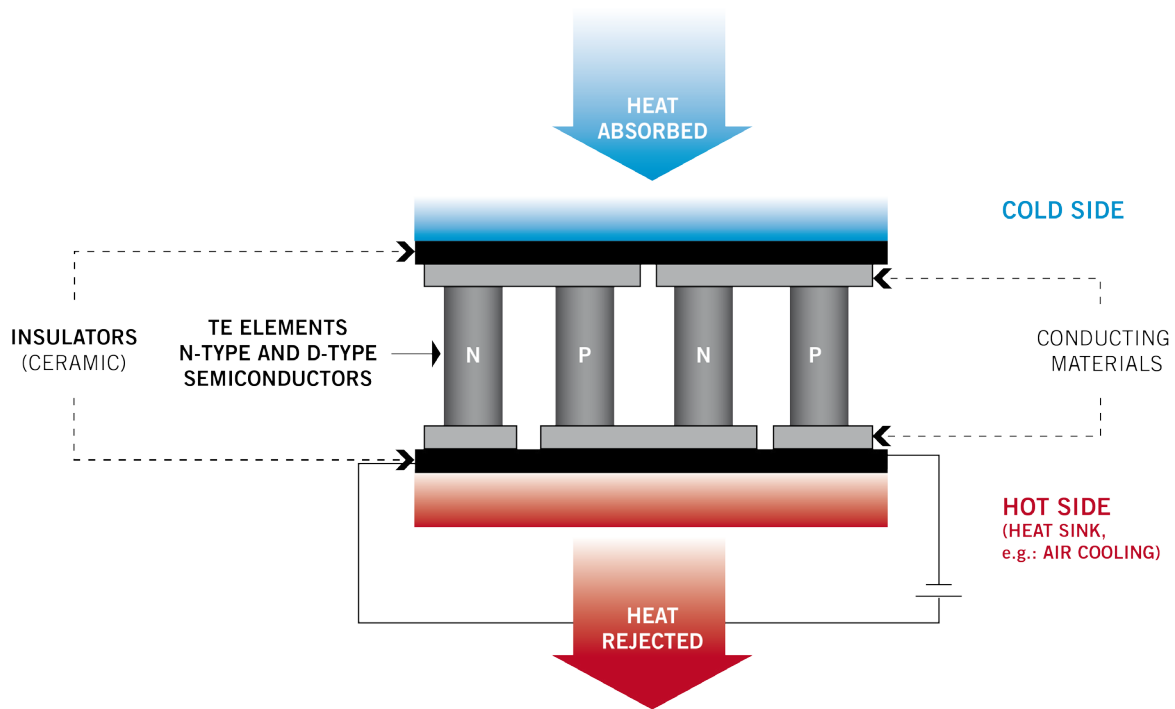 HEAT
ABSORBED
COLD SIDE
INSULATORS
(CERAMIC)
TE ELEMENTS
N-TYPE AND D-TYPE
SEMICONDUCTORS
N
P
N
P
CONDUCTING
MATERIALS
HOT SIDE
(HEAT SINK,
e.g.: AIR COOLING)
HEAT
REJECTED